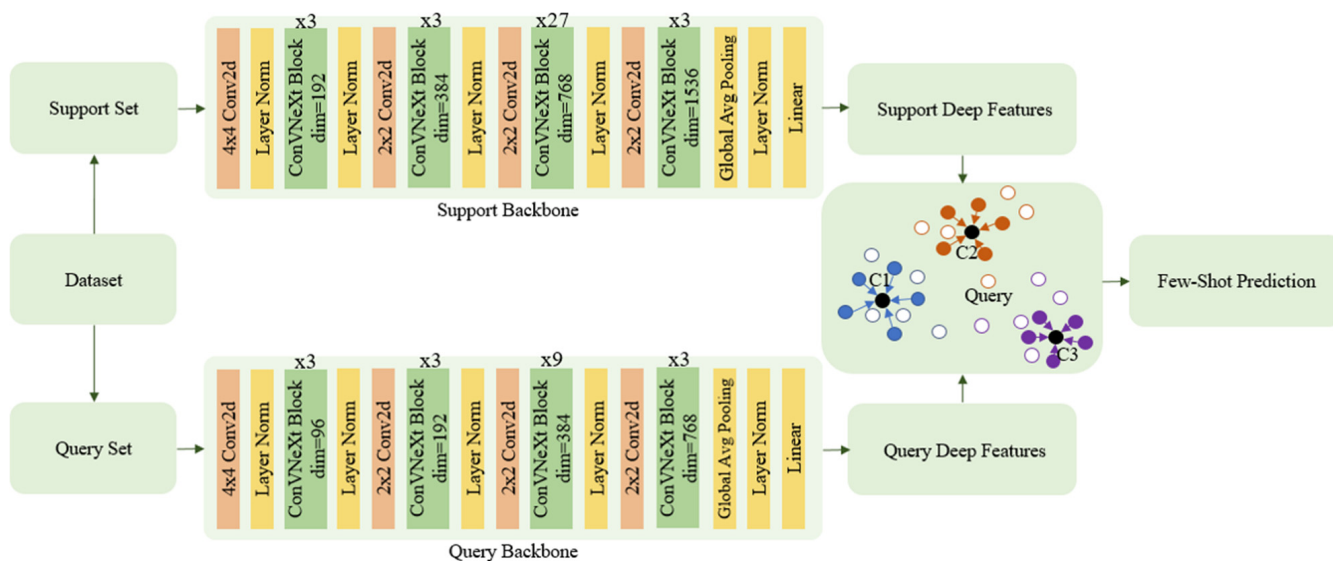 x3
x3
x27
x3
4x4 Conv2d
Layer Norm
ConVNeXt Block
dim=192
Layer Norm
2x2 Conv2d
ConVNeXt Block
dim=384
Layer Norm
2x2 Conv2d
ConVNeXt Block
dim=768
Layer Norm
2x2 Conv2d
ConVNeXt Block
dim=1536
Global Avg Pooling
Layer Norm
Linear
Support Backbone
Support Set
Support Deep Features
Dataset
C2
C1
Query
C3
Few-Shot Prediction
x3
x3
x9
x3
4x4 Conv2d
Layer Norm
ConVNeXt Block
dim=96
Layer Norm
2x2 Conv2d
ConVNeXt Block
dim=192
Layer Norm
2x2 Conv2d
ConVNeXt Block
dim=384
Layer Norm
2x2 Conv2d
ConVNeXt Block
dim=768
Global Avg Pooling
Layer Norm
Linear
Query Backbone
Query Set
Query Deep Features